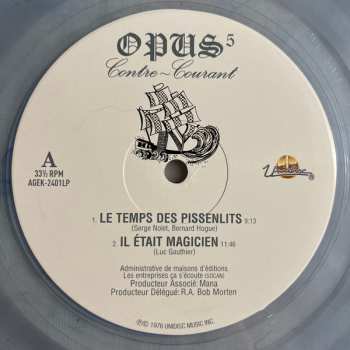 OPUS 5
Contre~Courant
A
33⅓ RPM
AGEK-2401LP
Unidisc
1. LE TEMPS DES PISSENLITS 9:13
(Serge Nolet, Bernard Hogue)
2. IL ÉTAIT MAGICIEN 11:46
(Luc Gauthier)
Administrative de maisons d'éditions
Les entreprises ça s'écoute (SOCAN)
Producteur Associé: Mana
Producteur Délégué: R.A. Bob Morten
℗© 1976 UNIDISC MUSIC INC.